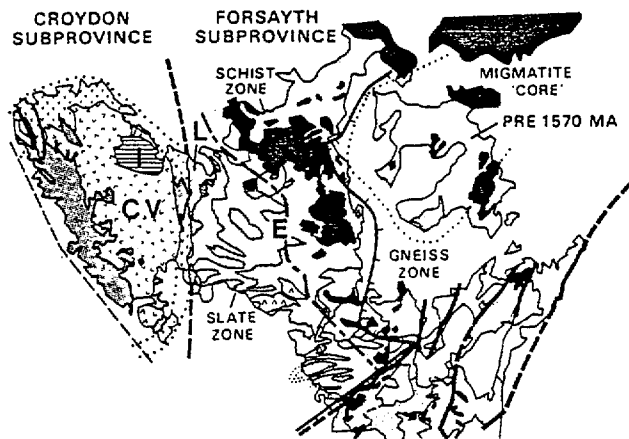 CROYDON
SUBPROVINCE
FORSAYTH
SUBPROVINCE
SCHIST
ZONE
MIGMATITE
'CORE'
PRE 1570 MA
L
I
CV
E
GNEISS
ZONE
SLATE
ZONE